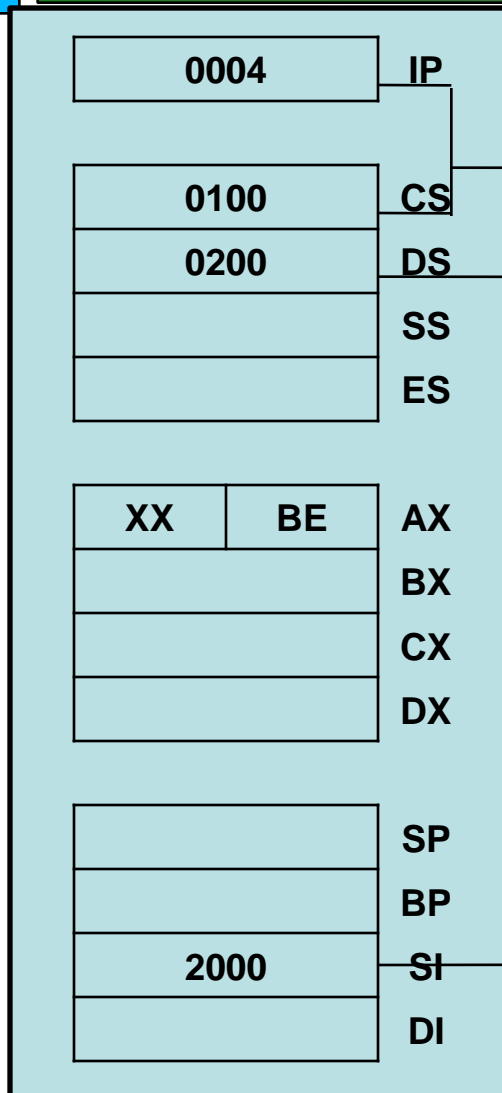 0004 IP
0100 CS
0200 DS
SS
ES
XX BE AX
BX
CX
DX
SP
BP
2000 SI
DI